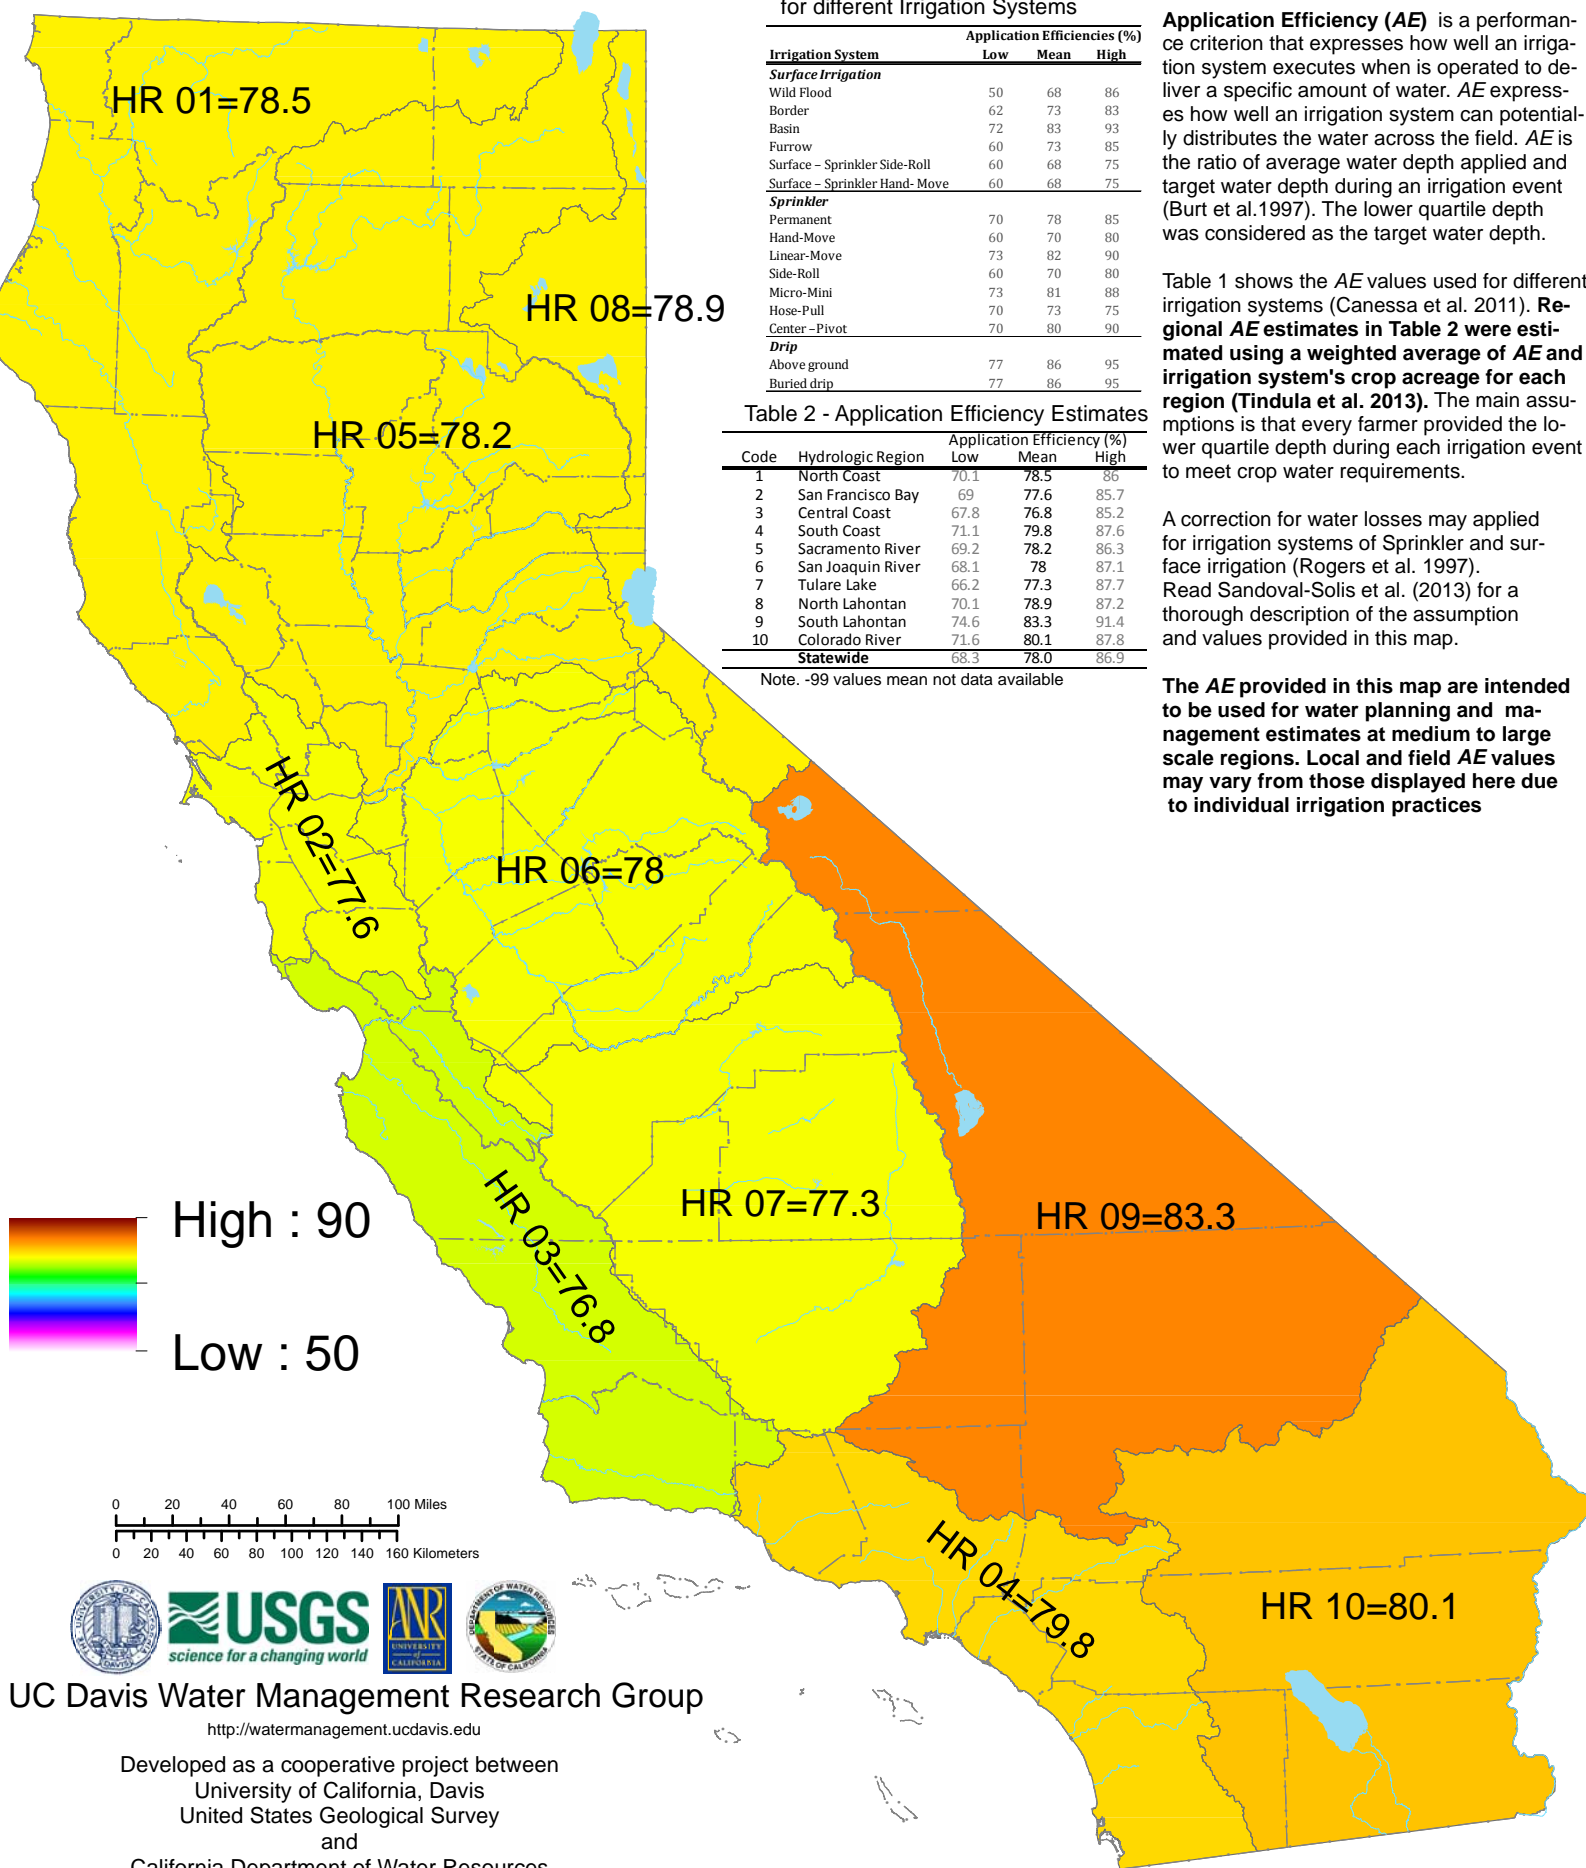 for different Irrigation Systems
Application Efficiencies (%)
Irrigation System Low Mean High
Surface Irrigation
Wild Flood 50 68 86
Border 62 73 83
Basin 72 83 93
Furrow 60 73 85
Surface – Sprinkler Side-Roll 60 68 75
Surface – Sprinkler Hand- Move 60 68 75
Sprinkler
Permanent 70 78 85
Hand-Move 60 70 80
Linear-Move 73 82 90
Side-Roll 60 70 80
Micro-Mini 73 81 88
Hose-Pull 70 73 75
Center –Pivot 70 80 90
Drip
Above ground 77 86 95
Buried drip 77 86 95
Table 2 - Application Efficiency Estimates
Application Efficiency (%)
Code Hydrologic Region Low Mean High
1 North Coast 70.1 78.5 86
2 San Francisco Bay 69 77.6 85.7
3 Central Coast 67.8 76.8 85.2
4 South Coast 71.1 79.8 87.6
5 Sacramento River 69.2 78.2 86.3
6 San Joaquin River 68.1 78 87.1
7 Tulare Lake 66.2 77.3 87.7
8 North Lahontan 70.1 78.9 87.2
9 South Lahontan 74.6 83.3 91.4
10 Colorado River 71.6 80.1 87.8
Statewide 68.3 78.0 86.9
Note. -99 values mean not data available
Application Efficiency (AE) is a performan-
ce criterion that expresses how well an irriga-
tion system executes when is operated to de-
liver a specific amount of water. AE express-
es how well an irrigation system can potential-
ly distributes the water across the field. AE is
the ratio of average water depth applied and
target water depth during an irrigation event
(Burt et al.1997). The lower quartile depth
was considered as the target water depth.
Table 1 shows the AE values used for different
irrigation systems (Canessa et al. 2011). Re-
gional AE estimates in Table 2 were esti-
mated using a weighted average of AE and
irrigation system's crop acreage for each
region (Tindula et al. 2013). The main assu-
mptions is that every farmer provided the lo-
wer quartile depth during each irrigation event
to meet crop water requirements.
A correction for water losses may applied
for irrigation systems of Sprinkler and sur-
face irrigation (Rogers et al. 1997).
Read Sandoval-Solis et al. (2013) for a
thorough description of the assumption
and values provided in this map.
The AE provided in this map are intended
to be used for water planning and ma-
nagement estimates at medium to large
scale regions. Local and field AE values
may vary from those displayed here due
to individual irrigation practices
HR 01=78.5
HR 08=78.9
HR 05=78.2
HR 02=77.6
HR 06=78
HR 03=76.8
HR 07=77.3
HR 09=83.3
HR 04=79.8
HR 10=80.1
High : 90
Low : 50
0 20 40 60 80 100 Miles
0 20 40 60 80 100 120 140 160 Kilometers
USGS
science for a changing world
ANR
UNIVERSITY
of
CALIFORNIA
DEPARTMENT OF WATER RESOURCES
STATE OF CALIFORNIA
UC Davis Water Management Research Group
http://watermanagement.ucdavis.edu
Developed as a cooperative project between
University of California, Davis
United States Geological Survey
and
California Department of Water Resources